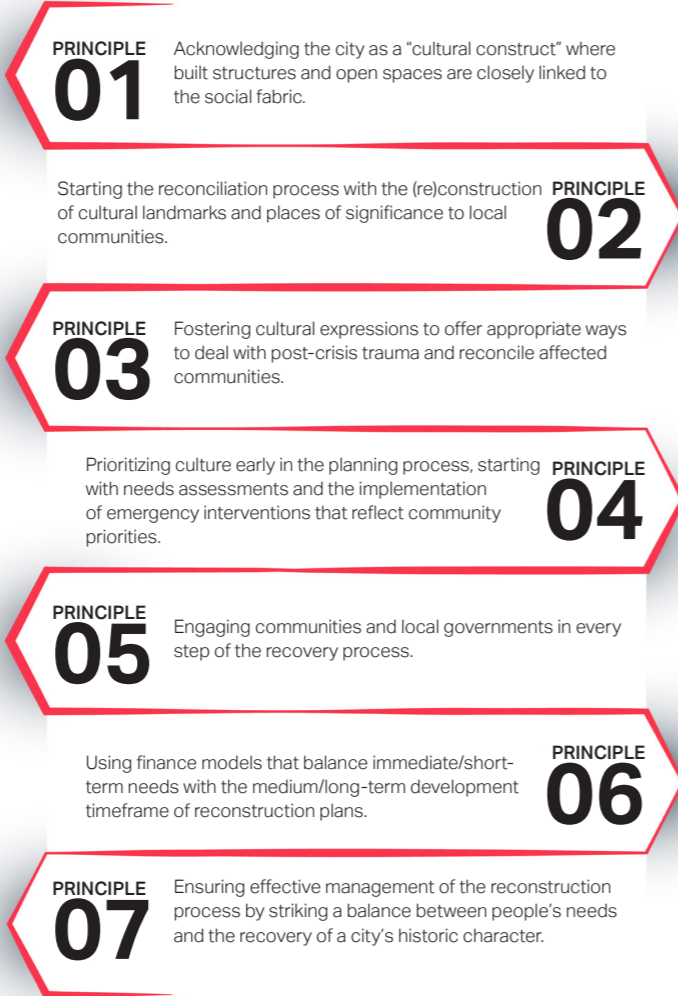 PRINCIPLE
01
Acknowledging the city as a “cultural construct” where
built structures and open spaces are closely linked to
the social fabric.
PRINCIPLE
02
Starting the reconciliation process with the (re)construction
of cultural landmarks and places of significance to local
communities.
PRINCIPLE
03
Fostering cultural expressions to offer appropriate ways
to deal with post-crisis trauma and reconcile affected
communities.
PRINCIPLE
04
Prioritizing culture early in the planning process, starting
with needs assessments and the implementation
of emergency interventions that reflect community
priorities.
PRINCIPLE
05
Engaging communities and local governments in every
step of the recovery process.
PRINCIPLE
06
Using finance models that balance immediate/short-
term needs with the medium/long-term development
timeframe of reconstruction plans.
PRINCIPLE
07
Ensuring effective management of the reconstruction
process by striking a balance between people’s needs
and the recovery of a city’s historic character.